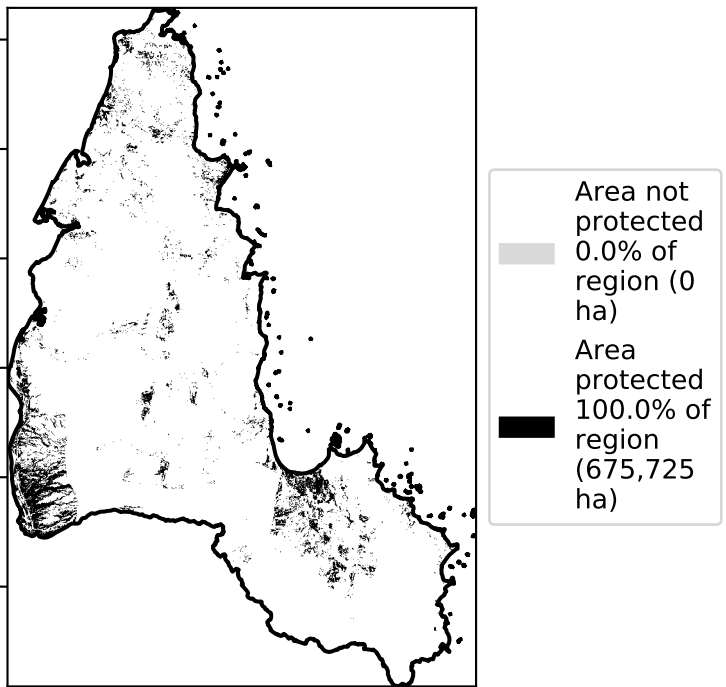 Area not
protected
0.0% of
region (0
ha)
Area
protected
100.0% of
region
(675,725
ha)